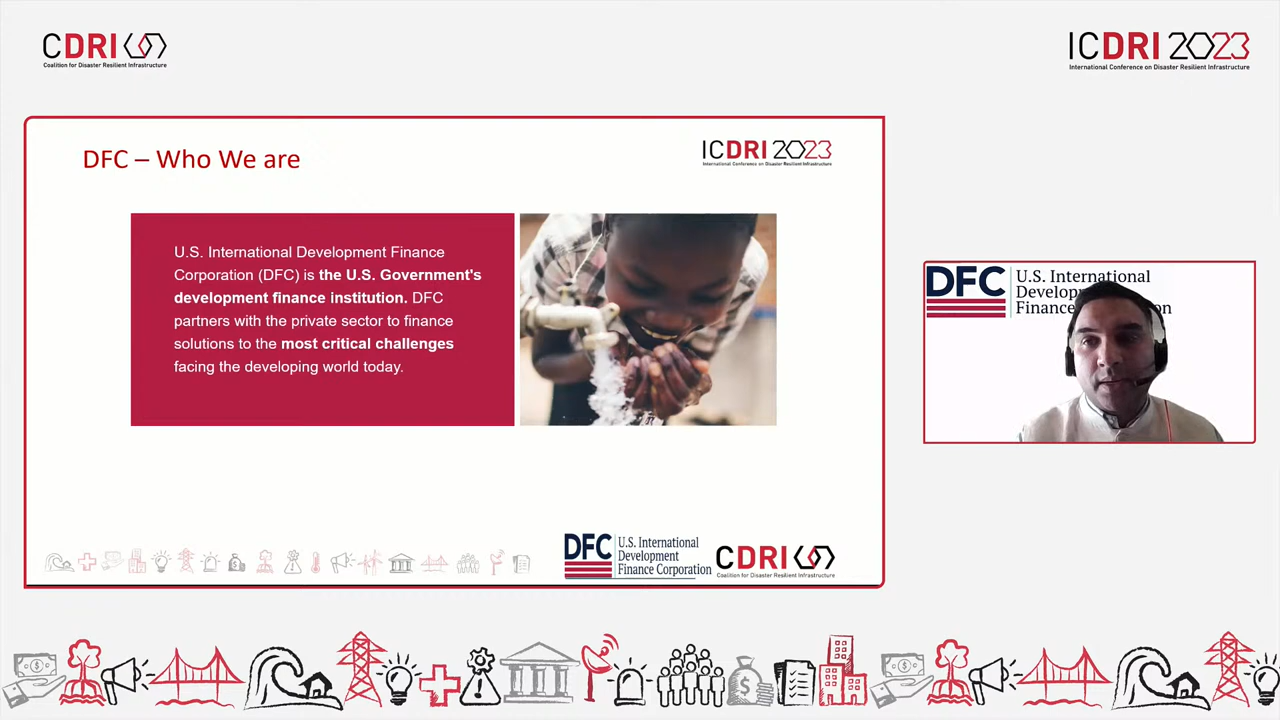 CDRI
Coalition for Disaster Resilient Infrastructure
ICDRI 2023
International Conference on Disaster Resilient Infrastructure
DFC – Who We are
ICDRI 2023
International Conference on Disaster Resilient Infrastructure
U.S. International Development Finance
Corporation (DFC) is the U.S. Government's
development finance institution. DFC
partners with the private sector to finance
solutions to the most critical challenges
facing the developing world today.
DFC
U.S. International
Development
Finance Corporation
CDRI
Coalition for Disaster Resilient Infrastructure
DFC
U.S. International